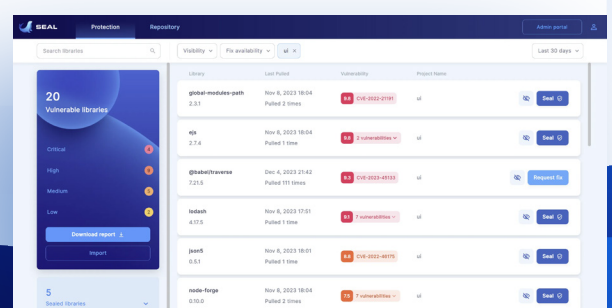 SEAL
Protection
Repository
Admin portal
Search libraries
Visibility
Fix availability
ui ×
Last 30 days
20
Vulnerable libraries
Critical
High
Medium
Low
Download report
Import
5
Sealed libraries
Library Last Pulled Vulnerability Project Name
global-modules-path Nov 8, 2023 18:04
2.3.1 Pulled 2 times
9.8 CVE-2022-21191 ui Seal
ejs Nov 8, 2023 18:04
2.7.4 Pulled 1 time
9.8 2 vulnerabilities ui Seal
@babel/traverse Dec 4, 2023 21:42
7.21.5 Pulled 111 times
9.3 CVE-2023-45133 ui Request fix
lodash Nov 8, 2023 17:51
4.17.5 Pulled 1 time
9.1 7 vulnerabilities ui Seal
json5 Nov 8, 2023 18:01
0.5.1 Pulled 1 time
8.8 CVE-2022-46175 ui Seal
node-forge Nov 8, 2023 18:04
0.10.0 Pulled 2 times
7.5 7 vulnerabilities ui Seal